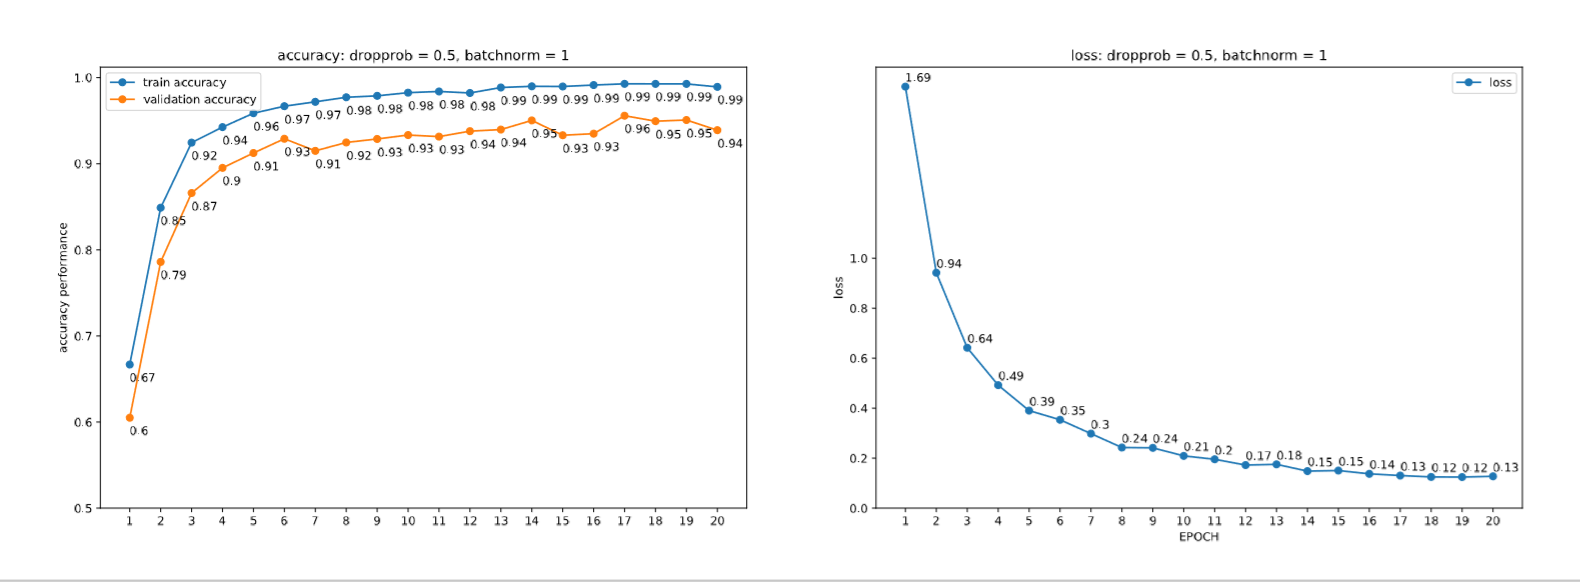 accuracy: dropprob = 0.5, batchnorm = 1
train accuracy
validation accuracy
accuracy performance
1.0
0.9
0.8
0.7
0.6
0.5
0.67 0.85 0.92 0.94 0.96 0.97 0.97 0.98 0.98 0.98 0.98 0.98 0.99 0.99 0.99 0.99 0.99 0.99 0.99 0.99
0.6 0.79 0.87 0.9 0.91 0.93 0.91 0.92 0.93 0.93 0.93 0.94 0.94 0.95 0.93 0.93 0.96 0.95 0.95 0.94
1 2 3 4 5 6 7 8 9 10 11 12 13 14 15 16 17 18 19 20
loss: dropprob = 0.5, batchnorm = 1
loss
loss
1.0
0.8
0.6
0.4
0.2
0.0
1.69 0.94 0.64 0.49 0.39 0.35 0.3 0.24 0.24 0.21 0.2 0.17 0.18 0.15 0.15 0.14 0.13 0.12 0.12 0.13
1 2 3 4 5 6 7 8 9 10 11 12 13 14 15 16 17 18 19 20
EPOCH